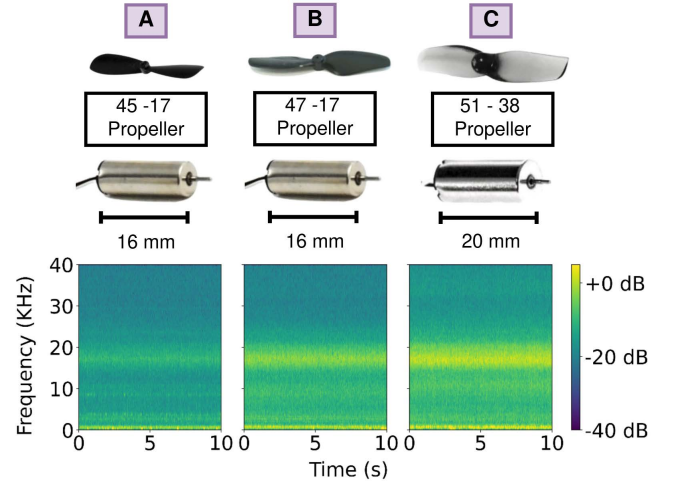 A
B
C
45 -17
Propeller
47 -17
Propeller
51 - 38
Propeller
16 mm
16 mm
20 mm
Frequency (KHz)
40
30
20
10
0
0 5 10
0 5 10
0 5 10
Time (s)
+0 dB
-20 dB
-40 dB